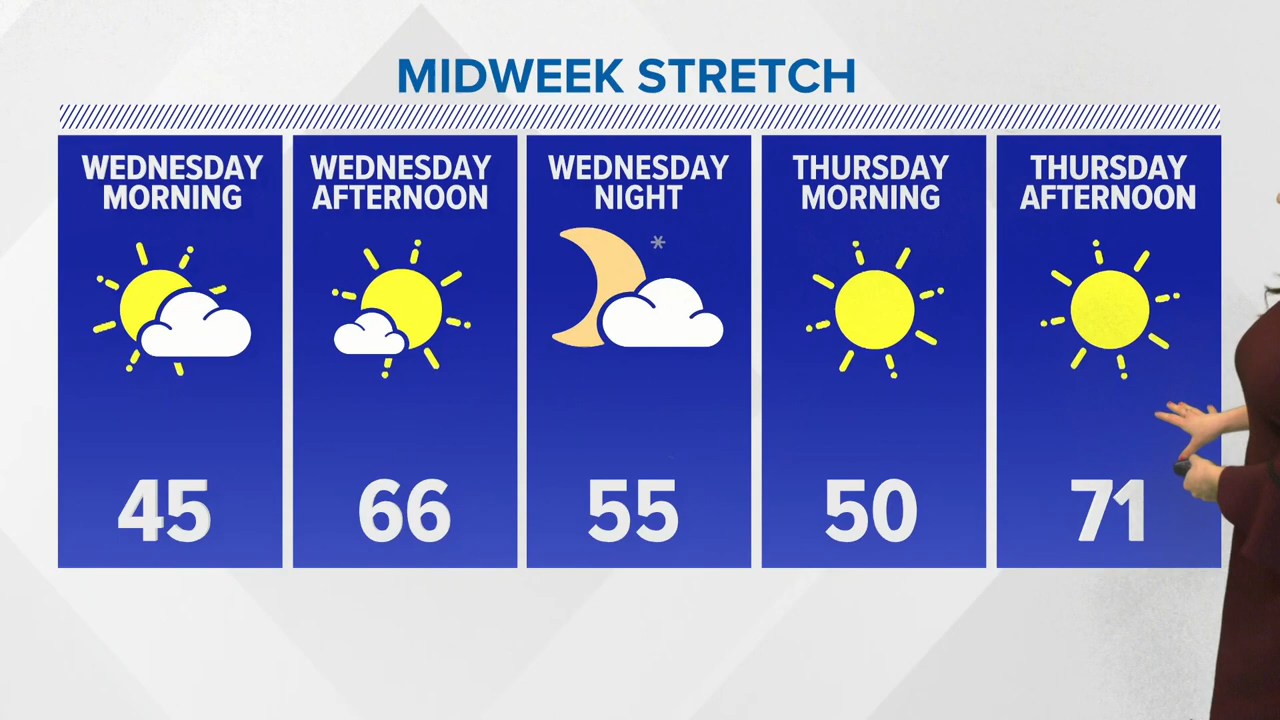 MIDWEEK STRETCH
WEDNESDAY
MORNING
45
WEDNESDAY
AFTERNOON
66
WEDNESDAY
NIGHT
55
THURSDAY
MORNING
50
THURSDAY
AFTERNOON
71